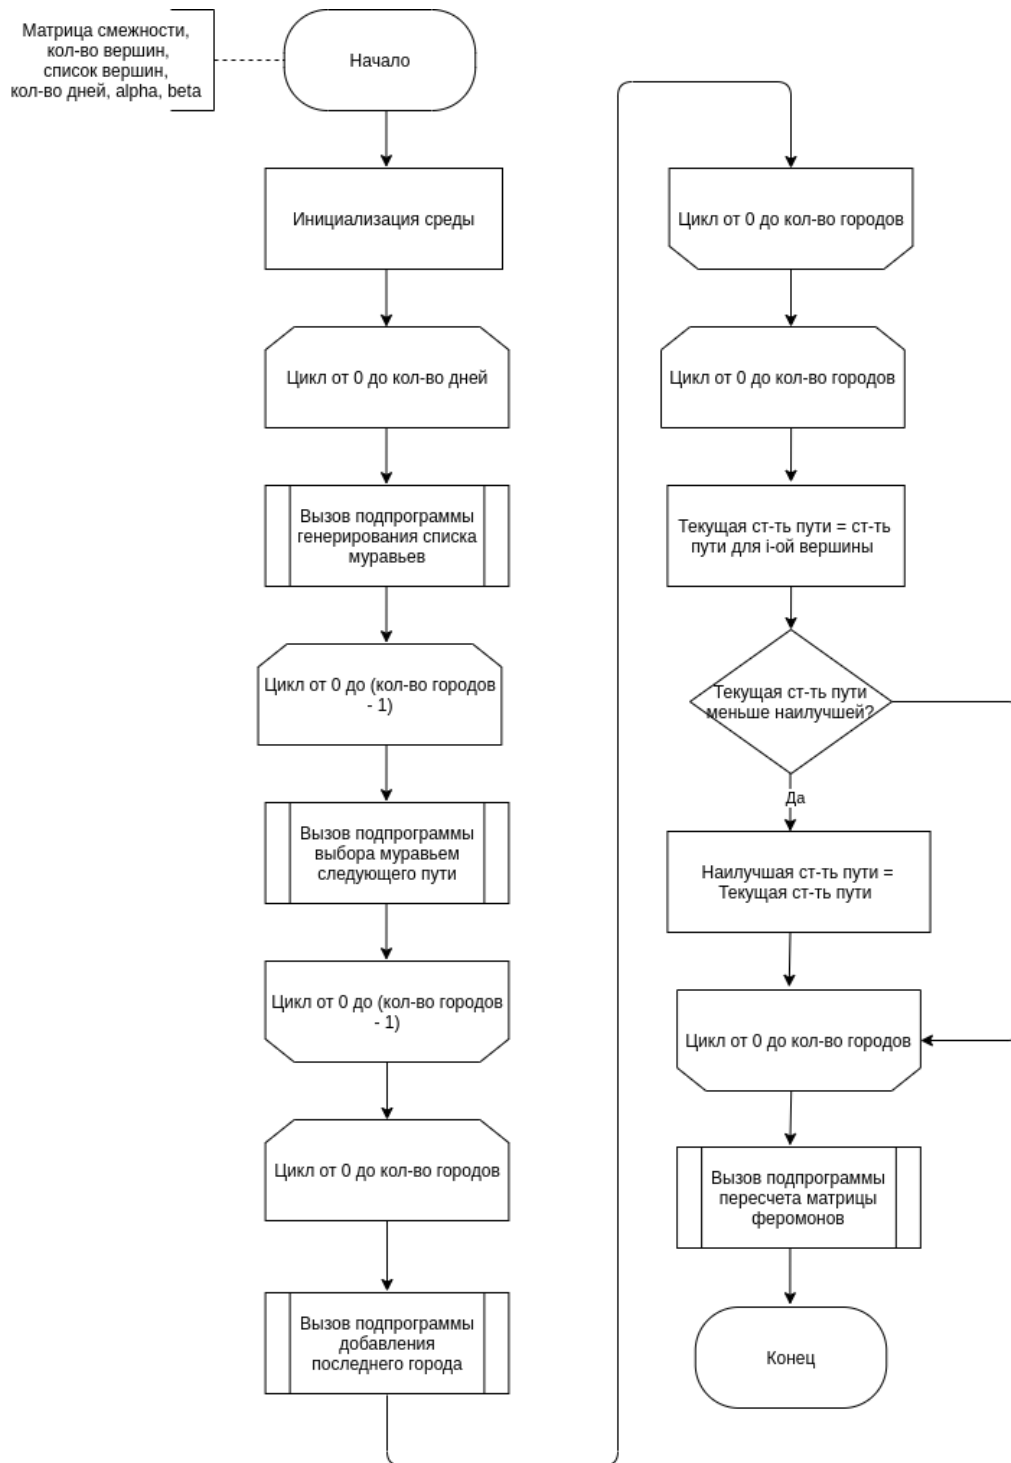 Матрица смежности,
кол-во вершин,
список вершин,
кол-во дней, alpha, beta
Начало
Инициализация среды
Цикл от 0 до кол-во дней
Вызов подпрограммы
генерирования списка
муравьев
Цикл от 0 до (кол-во городов
- 1)
Вызов подпрограммы
выбора муравьем
следующего пути
Цикл от 0 до (кол-во городов
- 1)
Цикл от 0 до кол-во городов
Вызов подпрограммы
добавления
последнего города
Цикл от 0 до кол-во городов
Цикл от 0 до кол-во городов
Текущая ст-ть пути = ст-ть
пути для i-ой вершины
Текущая ст-ть пути
меньше наилучшей?
Да
Наилучшая ст-ть пути =
Текущая ст-ть пути
Цикл от 0 до кол-во городов
Вызов подпрограммы
пересчета матрицы
феромонов
Конец